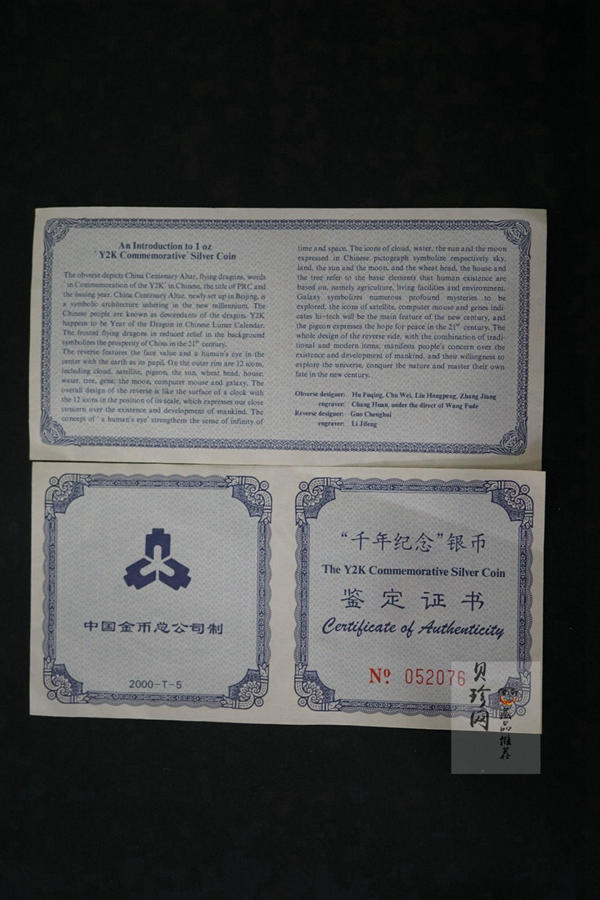 An Introduction to 1 oz
'Y2K Commemorative' Silver Coin
The obverse depicts China Centenary Altar, flying dragons, words
'in Commemoration of the Y2K' in Chinese, the title of PRC and
the issuing year. China Centenary Altar, newly set up in Beijing, is
a symbolic architecture ushering in the new millennium. The
Chinese people are known as descendants of the dragon. Y2K
happens to be Year of the Dragon in Chinese Lunar Calendar.
The frosted flying dragons in reduced relief in the background
symbolizes the prosperity of China in the 21st century.
The reverse features the face value and a human's eye in the
center with the earth as its pupil. On the outer rim are 12 icons,
including cloud, satellite, pigeon, the sun, wheat head, house,
water, tree, gene, the moon, computer mouse and galaxy. The
overall design of the reverse is like the surface of a clock with
the 12 icons in the position of its scale, which expresses our close
concern over the existence and development of mankind. The
concept of 'a human's eye' strengthens the sense of infinity of
time and space. The icons of cloud, water, the sun and the moon
expressed in Chinese pictograph symbolize respectively sky,
land, the sun and the moon, and the wheat head, the house and
the tree refer to the basic elements that human existence are
based on, namely agriculture, living facilities and environment.
Galaxy symbolizes numerous profound mysteries to be
explored, the icons of satellite, computer mouse and genes indi-
cates hi-tech will be the main feature of the new century, and
the pigeon expresses the hope for peace in the 21st century. The
whole design of the reverse side, with the combination of tradi-
tional and modern items, manifests people's concern over the
existence and development of mankind, and their willingness to
explore the universe, conquer the nature and master their own
fate in the new century.
Obverse designer: Hu Fuqing, Chu Wei, Liu Hongpeng, Zhang Jiang
engraver: Chang Huan, under the direct of Wang Fude
Reverse designer: Guo Chenghui
engraver: Li Jifeng
中国金币总公司制
2000-T-5
“千年纪念”银币
The Y2K Commemorative Silver Coin
鉴定证书
Certificate of Authenticity
Nº 052076
贝珍网
藏品推荐